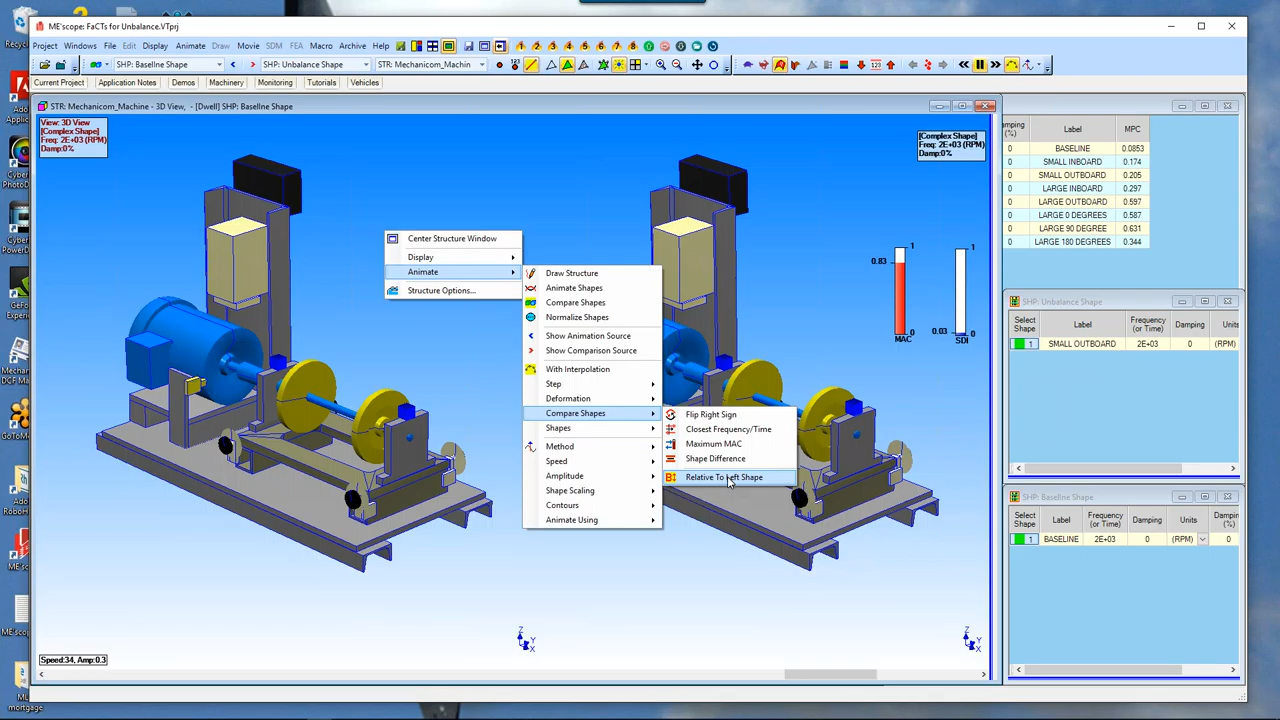 ME'scope: FaCTs for Unbalance.VTprj
Project Windows File Edit Display Animate Draw Movie SDM FEA Macro Archive Help
SHP: Baseline Shape SHP: Unbalance Shape STR: Mechanicom_Machin
Current Project Application Notes Demos Machinery Monitoring Tutorials Vehicles
STR: Mechanicom_Machine - 3D View, - [Dwell] SHP: Baseline Shape
View: 3D View
[Complex Shape]
Freq: 2E+03 (RPM)
Damp:0%
[Complex Shape]
Freq: 2E+03 (RPM)
Damp:0%
Center Structure Window
Display
Animate
Structure Options...
Draw Structure
Animate Shapes
Compare Shapes
Normalize Shapes
Show Animation Source
Show Comparison Source
With Interpolation
Step
Deformation
Compare Shapes
Shapes
Method
Speed
Amplitude
Shape Scaling
Contours
Animate Using
Flip Right Sign
Closest Frequency/Time
Maximum MAC
Shape Difference
Relative To Left Shape
1
0.83
0
MAC
1
0.03
0
SDI
Z
Y
X
Z
Y
X
Speed:34, Amp:0.3
Damping (%) Label MPC
0 BASELINE 0.0853
0 SMALL INBOARD 0.174
0 SMALL OUTBOARD 0.205
0 LARGE INBOARD 0.297
0 LARGE OUTBOARD 0.597
0 LARGE 0 DEGREES 0.587
0 LARGE 90 DEGREE 0.631
0 LARGE 180 DEGREES 0.344
SHP: Unbalance Shape
Select Shape Label Frequency (or Time) Damping Units
1 SMALL OUTBOARD 2E+03 0 (RPM)
SHP: Baseline Shape
Select Shape Label Frequency (or Time) Damping Units Damping (%)
1 BASELINE 2E+03 0 (RPM) 0
mortgage